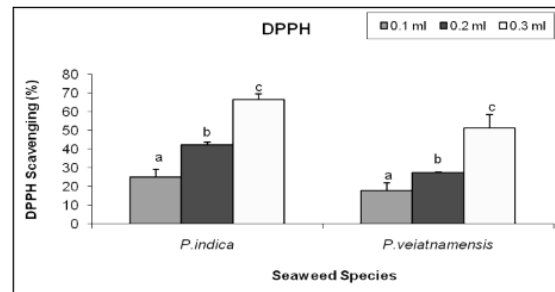 DPPH
0.1 ml 0.2 ml 0.3 ml
DPPH Scavenging (%)
80
70
60
50
40
30
20
10
0
a
b
c
a
b
c
P.indica P.veiatnamensis
Seaweed Species